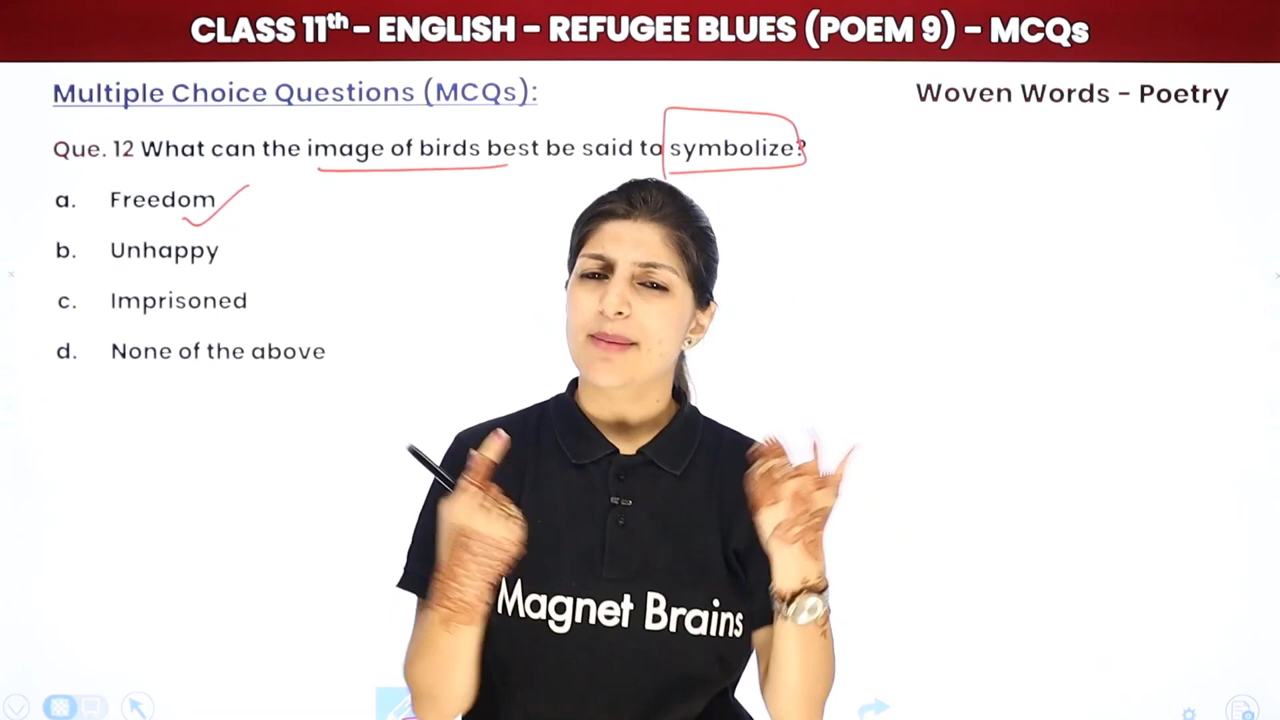 CLASS 11th - ENGLISH - REFUGEE BLUES (POEM 9) - MCQs
Multiple Choice Questions (MCQs):
Woven Words - Poetry
Que. 12 What can the image of birds best be said to symbolize?
a. Freedom
b. Unhappy
c. Imprisoned
d. None of the above
Magnet Brains